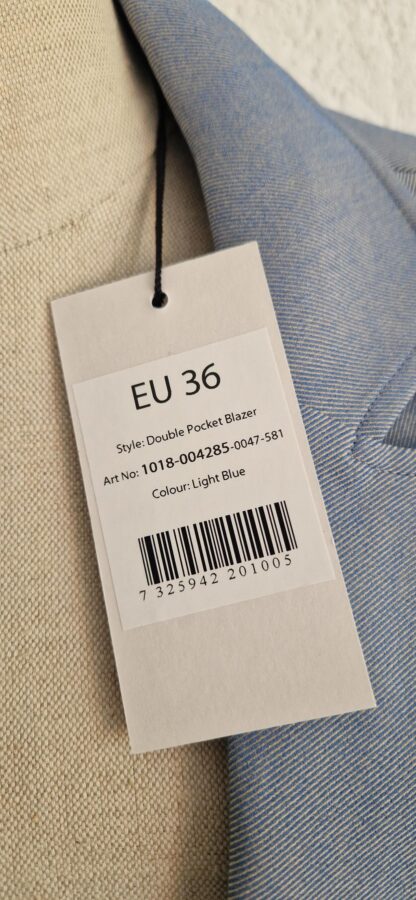 EU 36
Style: Double Pocket Blazer
Art No: 1018-004285-0047-581
Colour: Light Blue
7 325942 201005